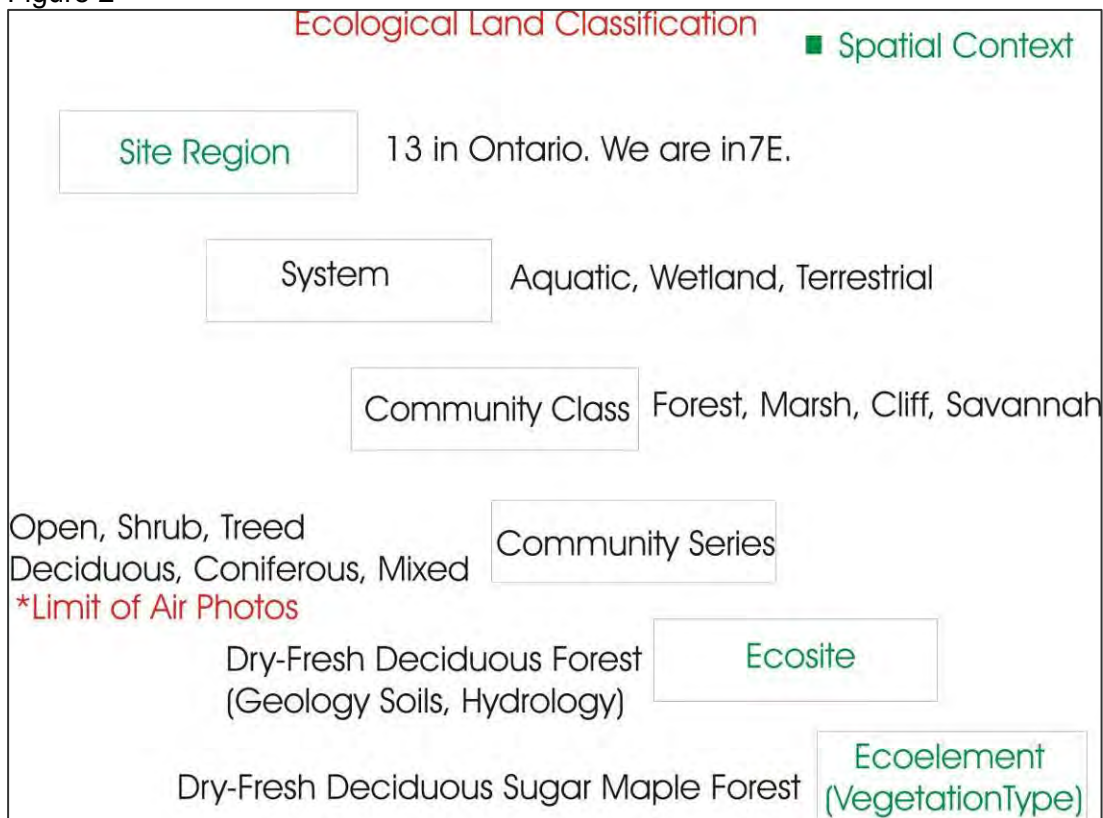 Figure 2
Ecological Land Classification
Spatial Context
Site Region
13 in Ontario. We are in7E.
System
Aquatic, Wetland, Terrestrial
Community Class
Forest, Marsh, Cliff, Savannah
Open, Shrub, Treed
Deciduous, Coniferous, Mixed
*Limit of Air Photos
Community Series
Dry-Fresh Deciduous Forest
(Geology Soils, Hydrology)
Ecosite
Dry-Fresh Deciduous Sugar Maple Forest
Ecoelement
(VegetationType)